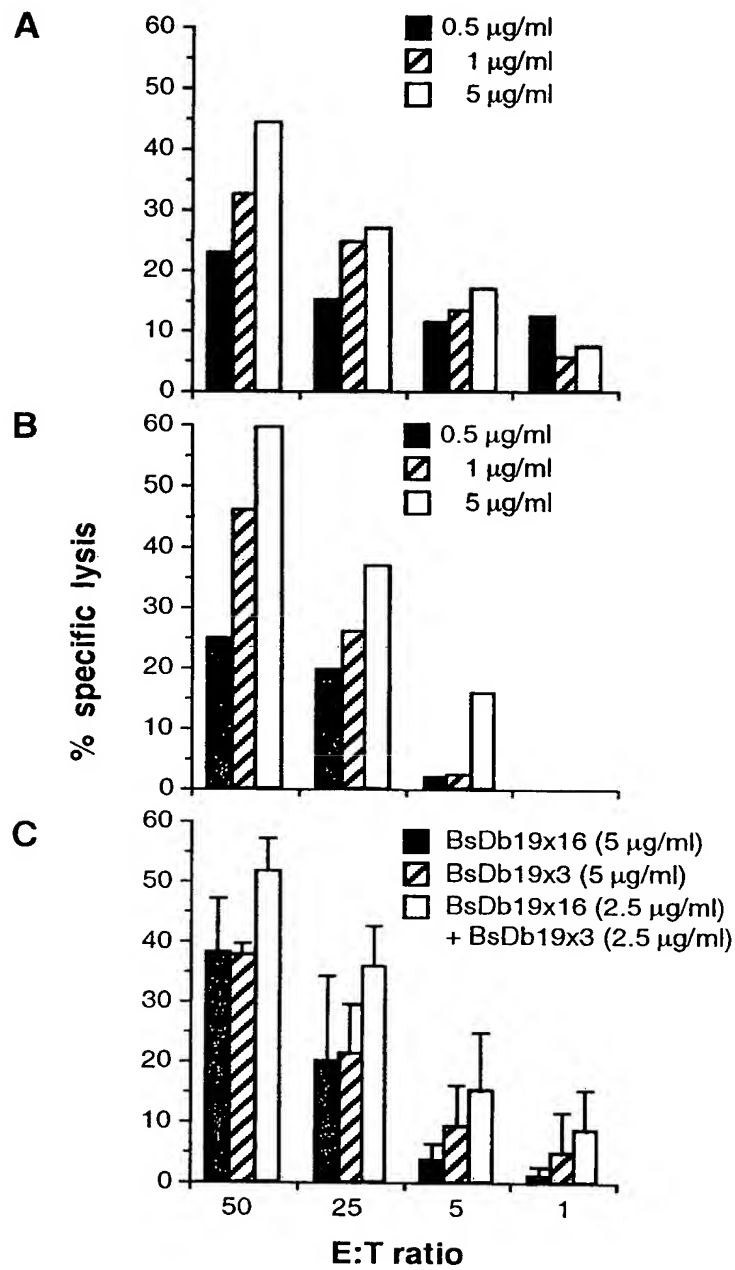 A
60
50
40
30
20
10
0
0.5 µg/ml
1 µg/ml
5 µg/ml
B
60
50
40
30
20
10
0
0.5 µg/ml
1 µg/ml
5 µg/ml
% specific lysis
C
60
50
40
30
20
10
0
BsDb19x16 (5 µg/ml)
BsDb19x3 (5 µg/ml)
BsDb19x16 (2.5 µg/ml)
+ BsDb19x3 (2.5 µg/ml)
50 25 5 1
E:T ratio